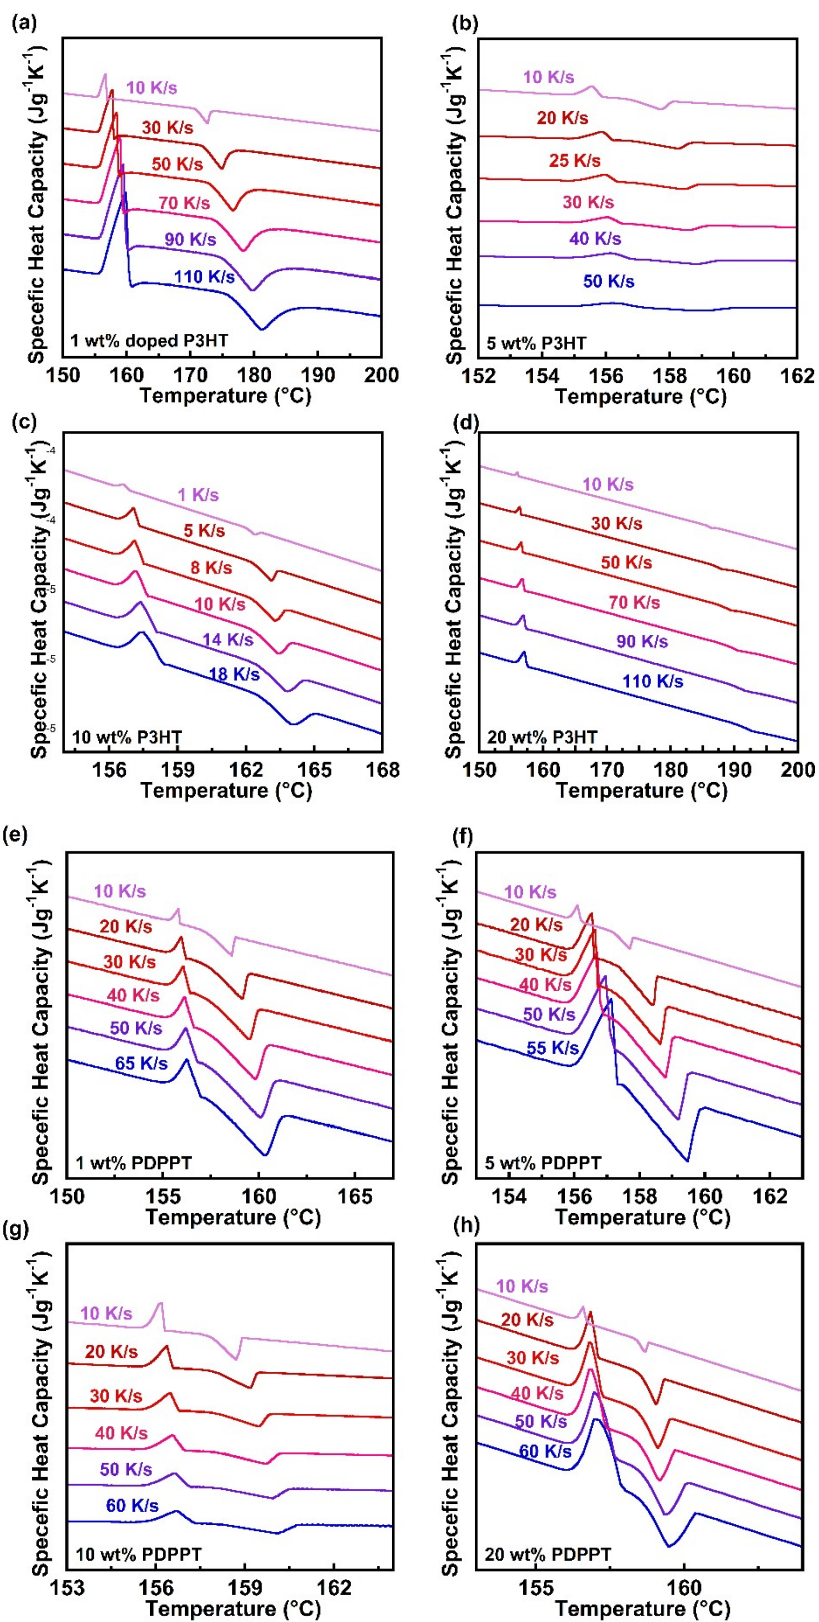 (a)
Specefic Heat Capacity (Jg⁻¹K⁻¹)
10 K/s
30 K/s
50 K/s
70 K/s
90 K/s
110 K/s
1 wt% doped P3HT
150 160 170 180 190 200
Temperature (°C)
(b)
Specefic Heat Capacity (Jg⁻¹K⁻¹)
10 K/s
20 K/s
25 K/s
30 K/s
40 K/s
50 K/s
5 wt% P3HT
152 154 156 158 160 162
Temperature (°C)
(c)
Specefic Heat Capacity (Jg⁻¹K⁻¹)
-4
-4
-5
-5
-5
1 K/s
5 K/s
8 K/s
10 K/s
14 K/s
18 K/s
10 wt% P3HT
156 159 162 165 168
Temperature (°C)
(d)
Specefic Heat Capacity (Jg⁻¹K⁻¹)
10 K/s
30 K/s
50 K/s
70 K/s
90 K/s
110 K/s
20 wt% P3HT
150 160 170 180 190 200
Temperature (°C)
(e)
Specefic Heat Capacity (Jg⁻¹K⁻¹)
10 K/s
20 K/s
30 K/s
40 K/s
50 K/s
65 K/s
1 wt% PDPPT
150 155 160 165
Temperature (°C)
(f)
Specefic Heat Capacity (Jg⁻¹K⁻¹)
10 K/s
20 K/s
30 K/s
40 K/s
50 K/s
55 K/s
5 wt% PDPPT
154 156 158 160 162
Temperature (°C)
(g)
Specefic Heat Capacity (Jg⁻¹K⁻¹)
10 K/s
20 K/s
30 K/s
40 K/s
50 K/s
60 K/s
10 wt% PDPPT
153 156 159 162
Temperature (°C)
(h)
Specefic Heat Capacity (Jg⁻¹K⁻¹)
10 K/s
20 K/s
30 K/s
40 K/s
50 K/s
60 K/s
20 wt% PDPPT
155 160
Temperature (°C)